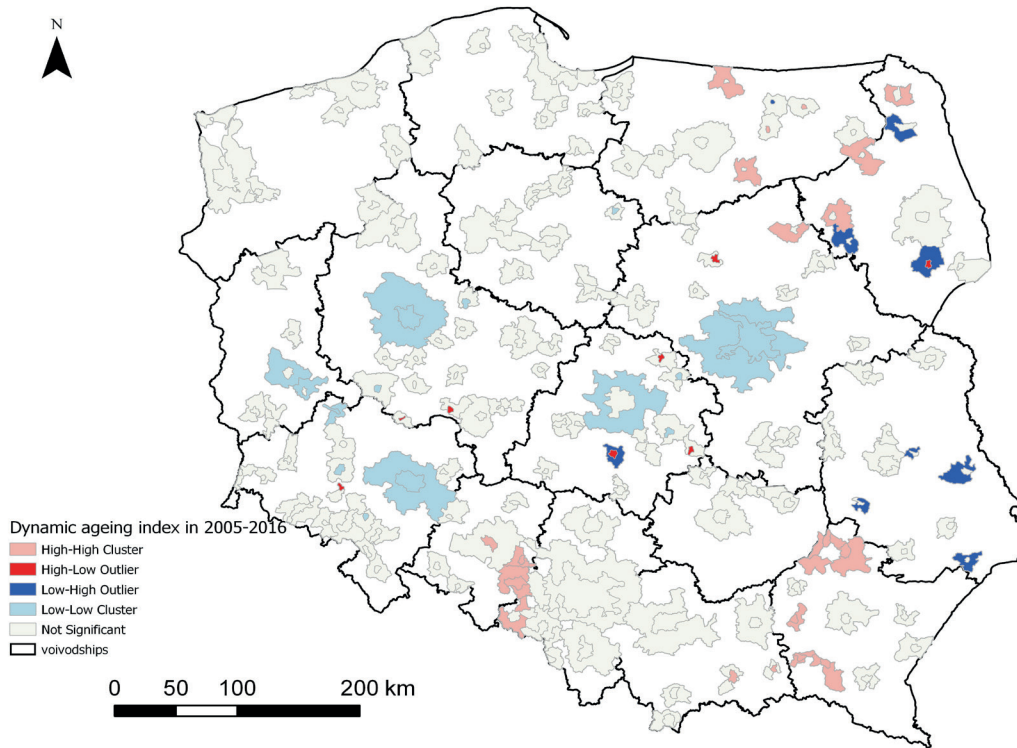 N
Dynamic ageing index in 2005-2016
High-High Cluster
High-Low Outlier
Low-High Outlier
Low-Low Cluster
Not Significant
voivodships
0 50 100 200 km